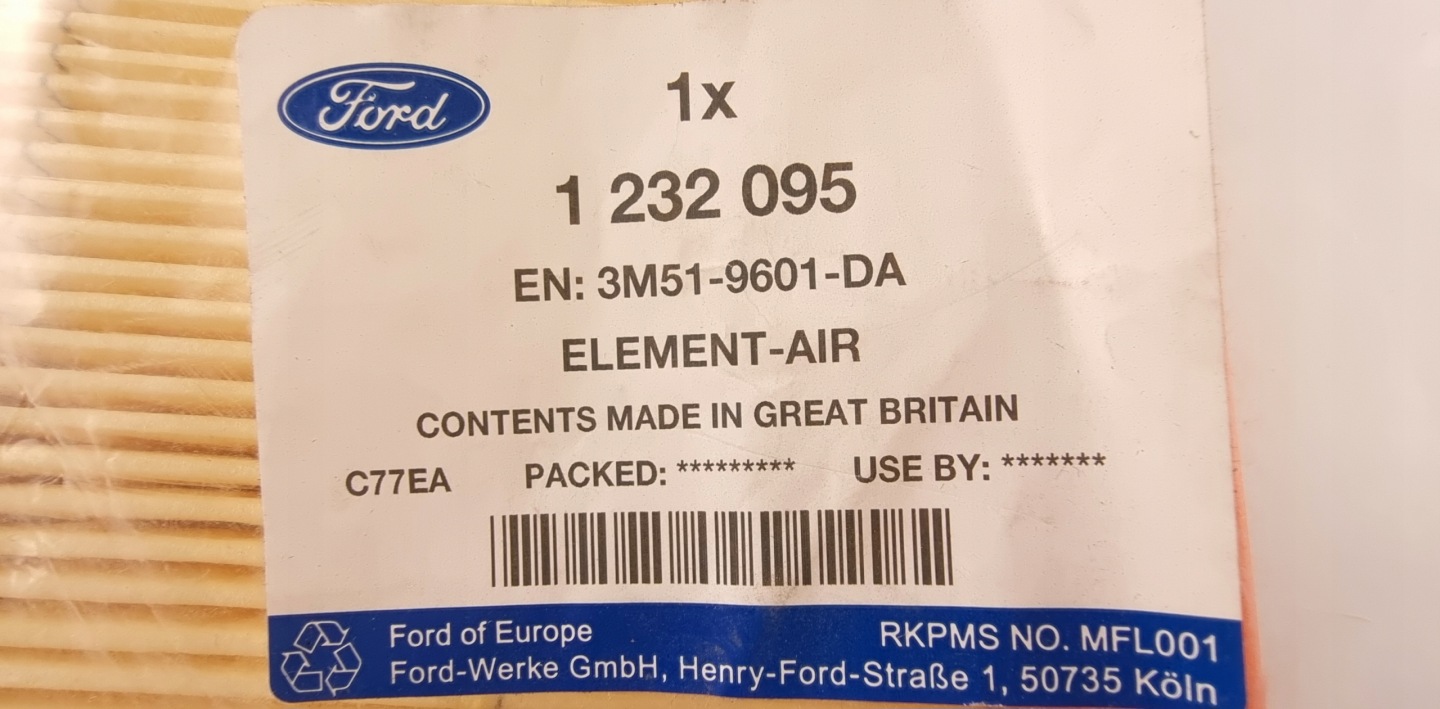 Ford
1x
1 232 095
EN: 3M51-9601-DA
ELEMENT-AIR
CONTENTS MADE IN GREAT BRITAIN
C77EA PACKED: ********* USE BY: *******
Ford of Europe RKPMS NO. MFL001
Ford-Werke GmbH, Henry-Ford-Straße 1, 50735 Köln